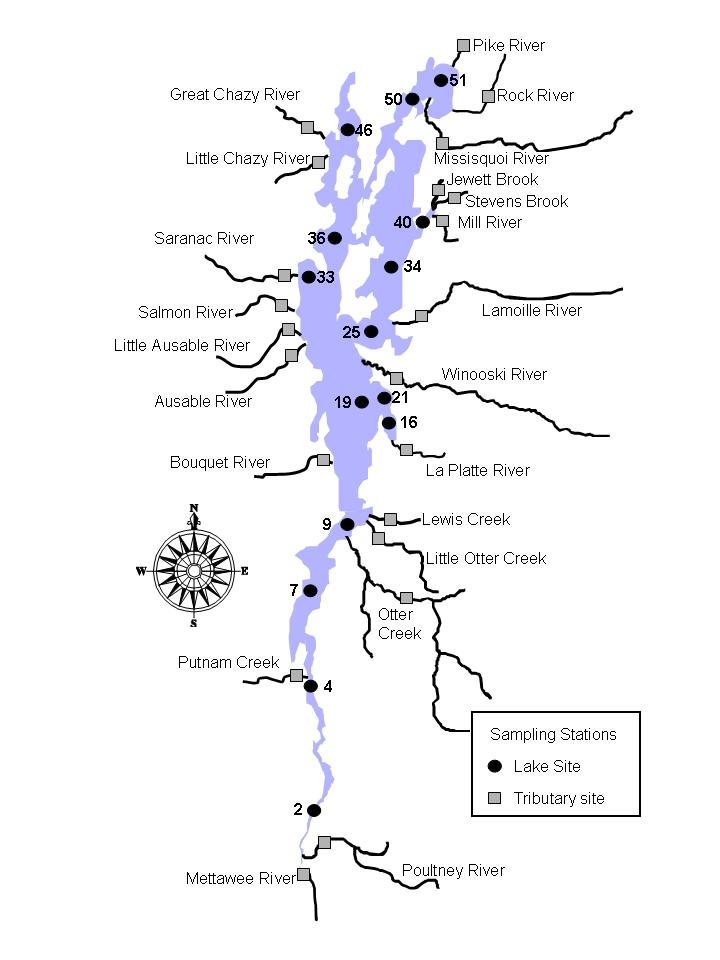 Pike River
51
50
Rock River
Great Chazy River
46
Little Chazy River
Missisquoi River
Jewett Brook
Stevens Brook
40
Mill River
36
Saranac River
34
33
Salmon River
Lamoille River
25
Little Ausable River
Winooski River
Ausable River
19
21
16
Bouquet River
La Platte River
N
W
E
S
9
Lewis Creek
Little Otter Creek
7
Otter
Creek
Putnam Creek
4
Sampling Stations
Lake Site
Tributary site
2
Mettawee River
Poultney River